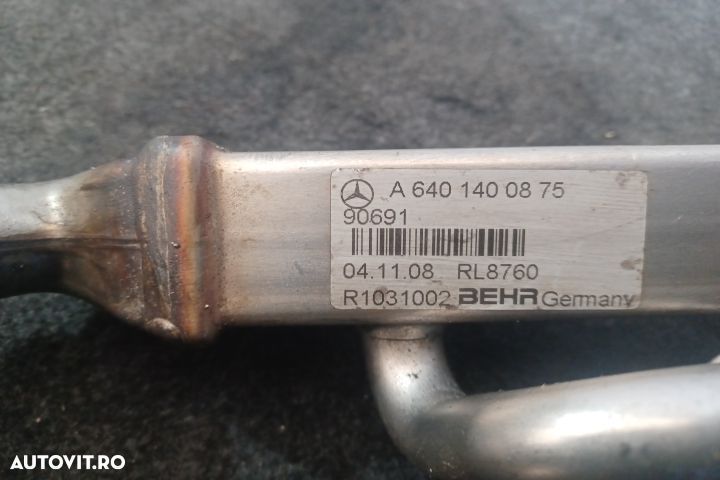 A 640 140 08 75
90691
04.11.08 RL8760
R1031002 BEHR Germany
AUTOVIT.RO